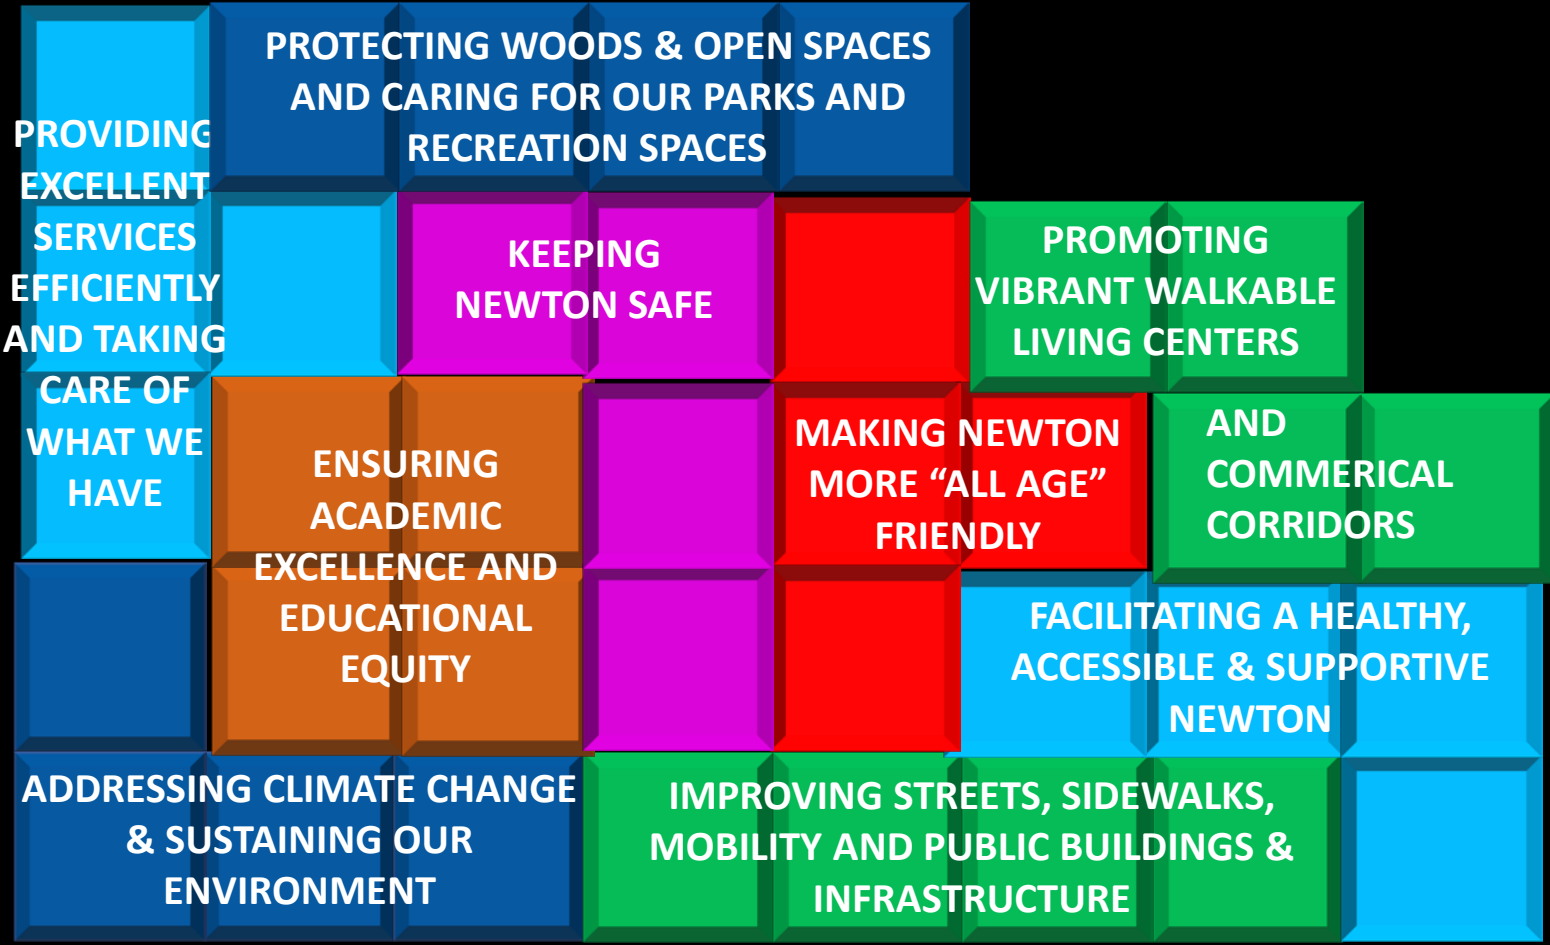 PROTECTING WOODS & OPEN SPACES
AND CARING FOR OUR PARKS AND
RECREATION SPACES
PROVIDING
EXCELLENT
SERVICES
EFFICIENTLY
AND TAKING
CARE OF
WHAT WE
HAVE
KEEPING
NEWTON SAFE
PROMOTING
VIBRANT WALKABLE
LIVING CENTERS
AND
COMMERICAL
CORRIDORS
ENSURING
ACADEMIC
EXCELLENCE AND
EDUCATIONAL
EQUITY
MAKING NEWTON
MORE “ALL AGE”
FRIENDLY
FACILITATING A HEALTHY,
ACCESSIBLE & SUPPORTIVE
NEWTON
ADDRESSING CLIMATE CHANGE
& SUSTAINING OUR
ENVIRONMENT
IMPROVING STREETS, SIDEWALKS,
MOBILITY AND PUBLIC BUILDINGS &
INFRASTRUCTURE